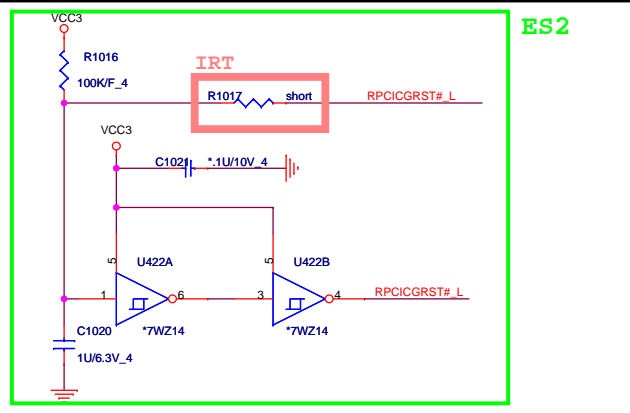 VCC3
ES2
R1016
100K/F_4
IRT
R1017
short
RPCICGRST#_L
VCC3
C1021
*.1U/10V_4
5
U422A
5
U422B
1
6
3
4
RPCICGRST#_L
*7WZ14
*7WZ14
C1020
1U/6.3V_4